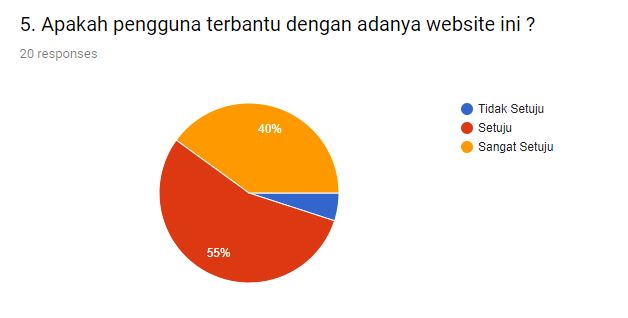 5. Apakah pengguna terbantu dengan adanya website ini ?
20 responses
40%
55%
Tidak Setuju
Setuju
Sangat Setuju